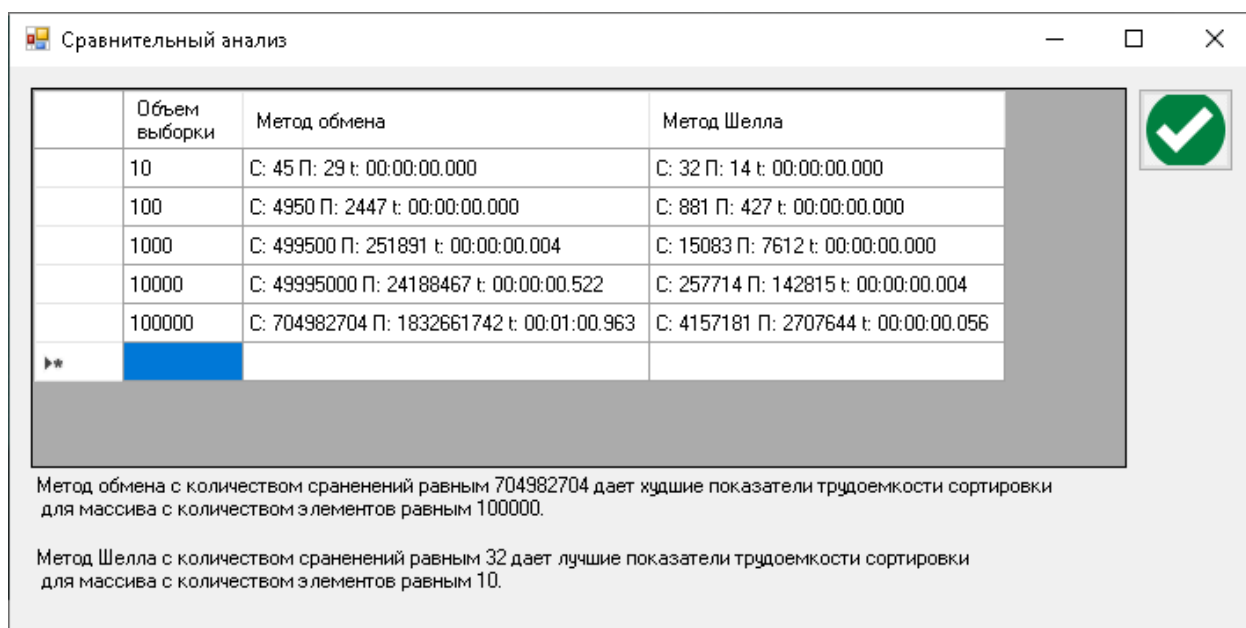 Сравнительный анализ
Объем
выборки
Метод обмена
Метод Шелла
10
С: 45 П: 29 t: 00:00:00.000
С: 32 П: 14 t: 00:00:00.000
100
С: 4950 П: 2447 t: 00:00:00.000
С: 881 П: 427 t: 00:00:00.000
1000
С: 499500 П: 251891 t: 00:00:00.004
С: 15083 П: 7612 t: 00:00:00.000
10000
С: 49995000 П: 24188467 t: 00:00:00.522
С: 257714 П: 142815 t: 00:00:00.004
100000
С: 704982704 П: 1832661742 t: 00:01:00.963
С: 4157181 П: 2707644 t: 00:00:00.056
Метод обмена с количеством сраненений равным 704982704 дает худшие показатели трудоемкости сортировки
для массива с количеством элементов равным 100000.
Метод Шелла с количеством сраненений равным 32 дает лучшие показатели трудоемкости сортировки
для массива с количеством элементов равным 10.